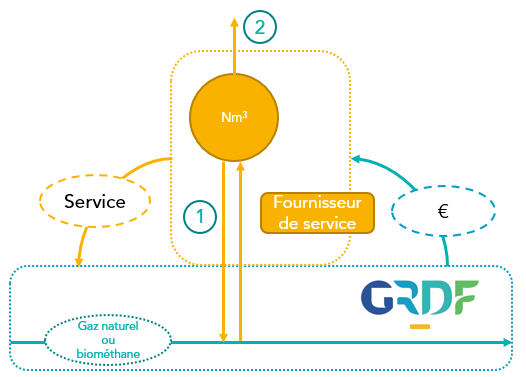 2
Nm³
1
Service
Fournisseur
de service
€
GRDF
Gaz naturel
ou
biométhane